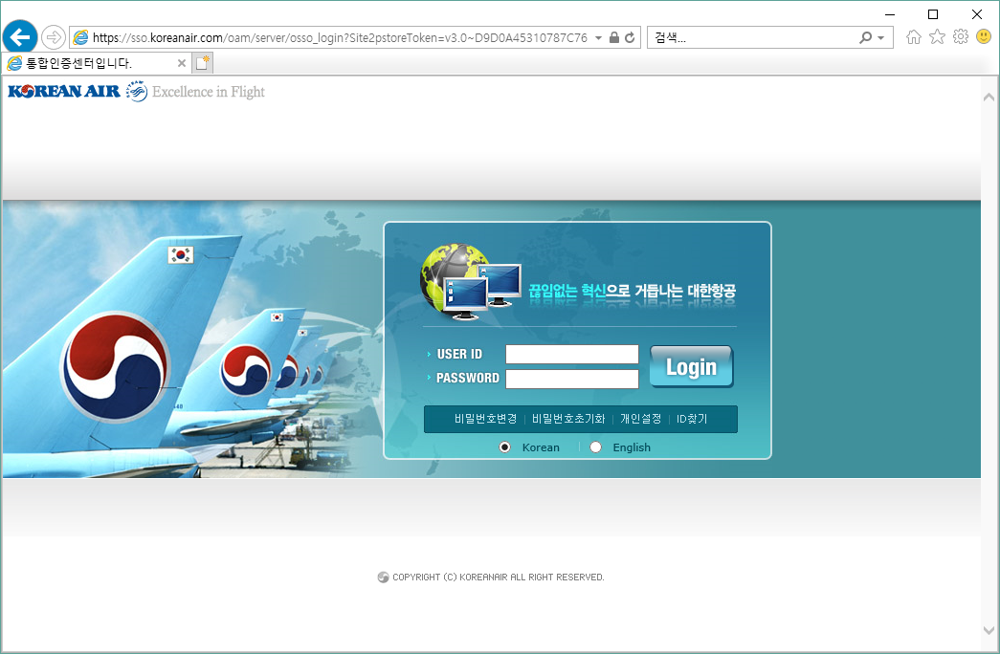 https://sso.koreanair.com/oam/server/osso_login?Site2pstoreToken=v3.0~D9D0A45310787C76
검색...
통합인증센터입니다.
KOREAN AIR Excellence in Flight
끊임없는 혁신으로 거듭나는 대한항공
USER ID
PASSWORD
Login
비밀번호변경 | 비밀번호초기화 | 개인설정 | ID찾기
Korean | English
COPYRIGHT (C) KOREANAIR ALL RIGHT RESERVED.